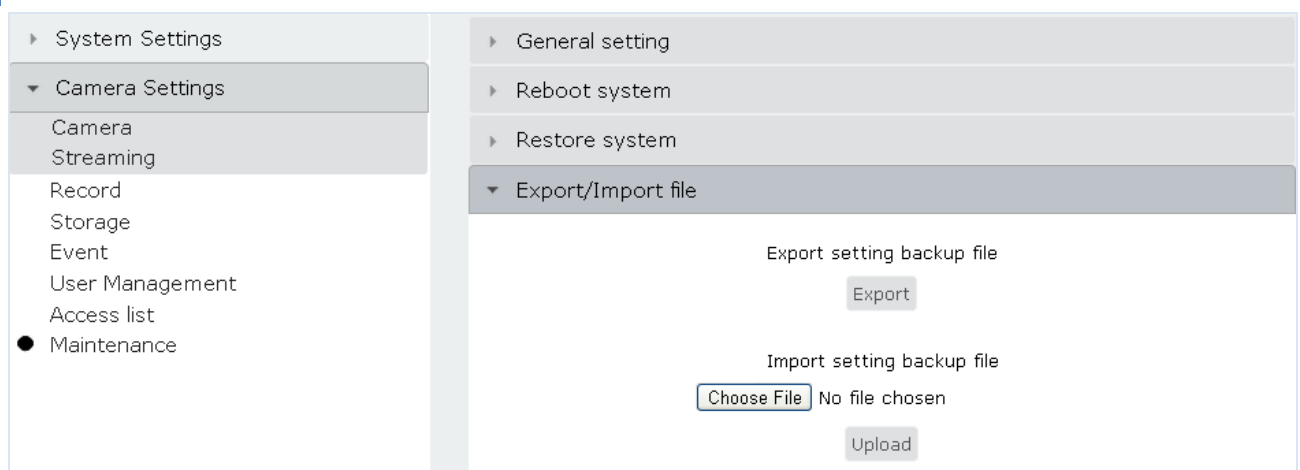 System Settings
Camera Settings
Camera
Streaming
Record
Storage
Event
User Management
Access list
Maintenance
General setting
Reboot system
Restore system
Export/Import file
Export setting backup file
Export
Import setting backup file
Choose File No file chosen
Upload